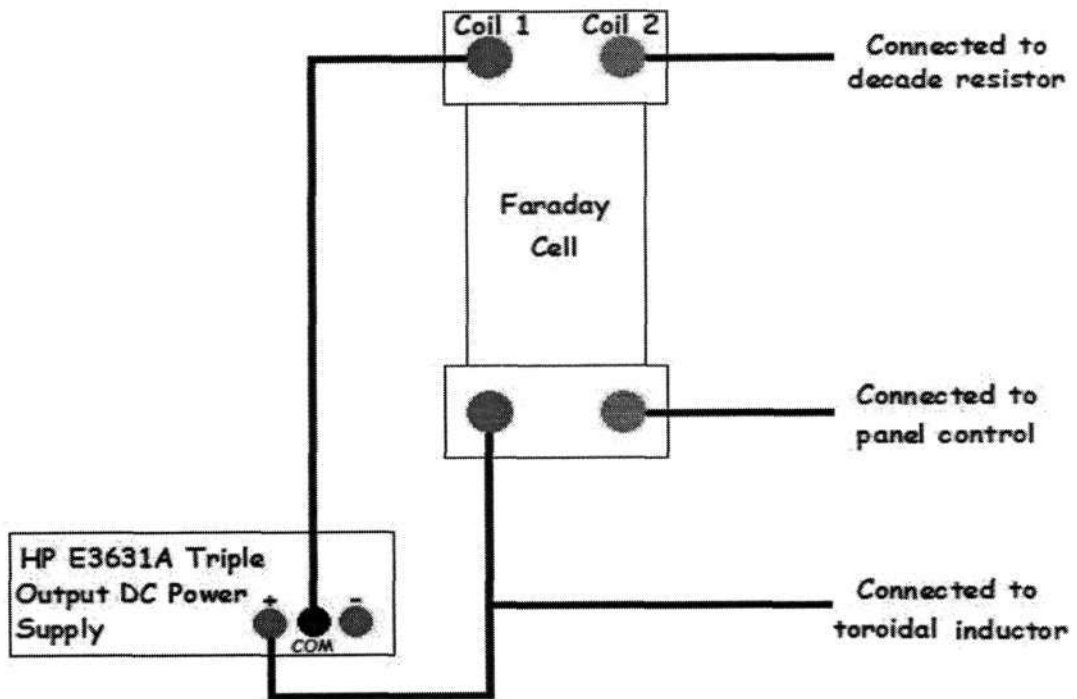 Coil 1
Coil 2
Connected to
decade resistor
Faraday
Cell
Connected to
panel control
HP E3631A Triple
Output DC Power
Supply
+
-
COM
Connected to
toroidal inductor